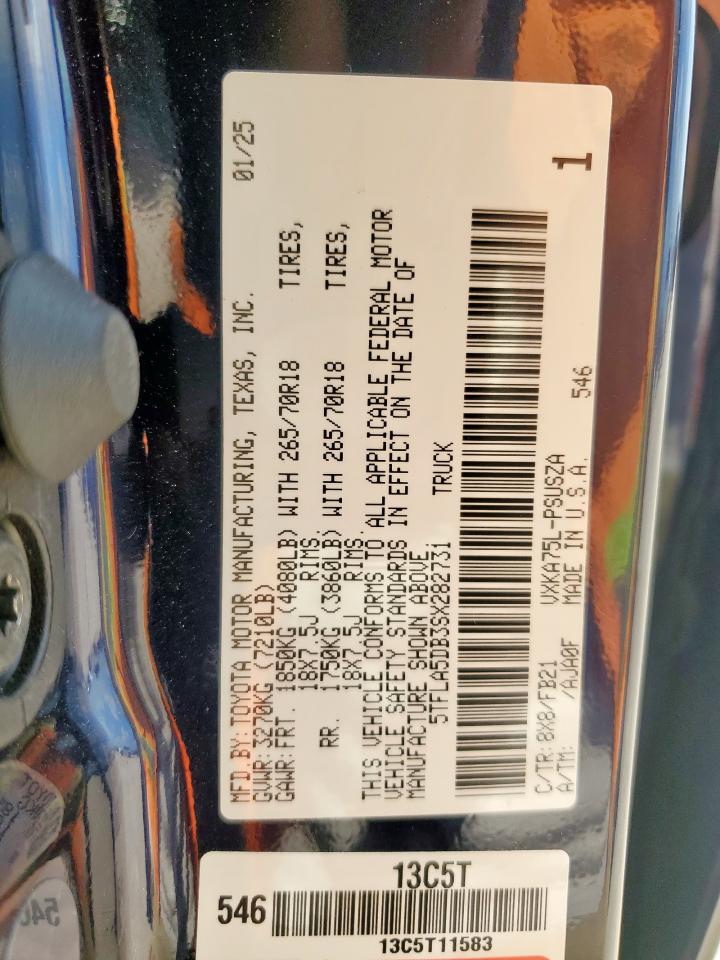 MFD.BY:TOYOTA MOTOR MANUFACTURING, TEXAS, INC. 01/25
GVWR:3270KG (7210LB)
GAWR:FRT. 1850KG (4080LB) WITH 265/70R18 TIRES,
18X7.5J RIMS.
RR. 1750KG (3860LB) WITH 265/70R18 TIRES,
18X7.5J RIMS.
THIS VEHICLE CONFORMS TO ALL APPLICABLE FEDERAL MOTOR
VEHICLE SAFETY STANDARDS IN EFFECT ON THE DATE OF
MANUFACTURE SHOWN ABOVE.
5TFLA5DB3SX282731 TRUCK
1
C/TR:8X8/FB21 VXKA75L-PSUSZA
A/TM: /AJA0F MADE IN U.S.A. 546
13C5T
546
13C5T11583